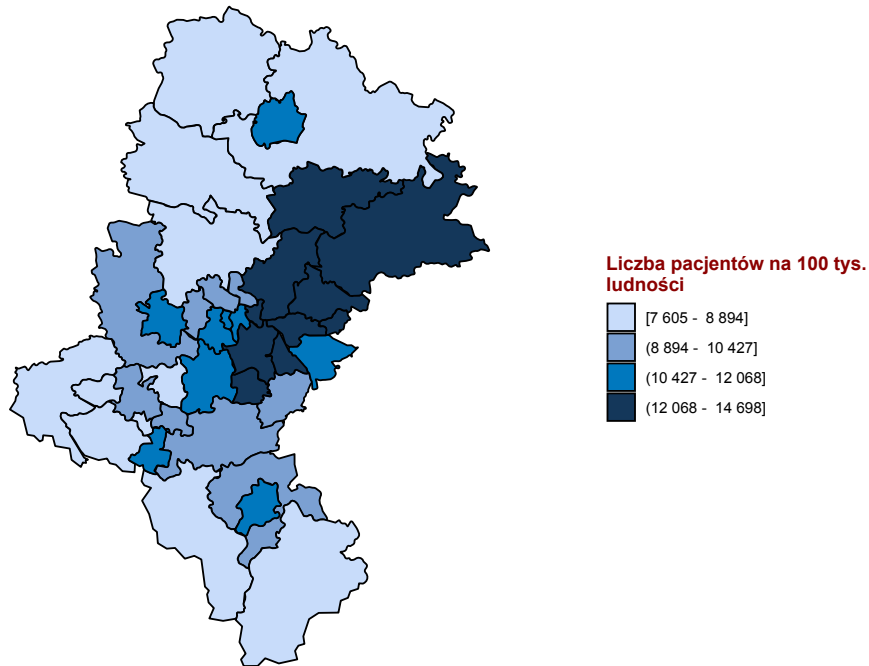 Liczba pacjentów na 100 tys.
ludności
[7 605 - 8 894]
(8 894 - 10 427]
(10 427 - 12 068]
(12 068 - 14 698]